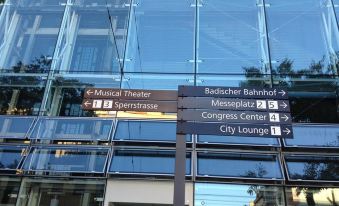 ← Musical Theater
← 1 3 Sperrstrasse
Badischer Bahnhof →
Messeplatz 2 5 →
Congress Center 4 →
City Lounge 1 →